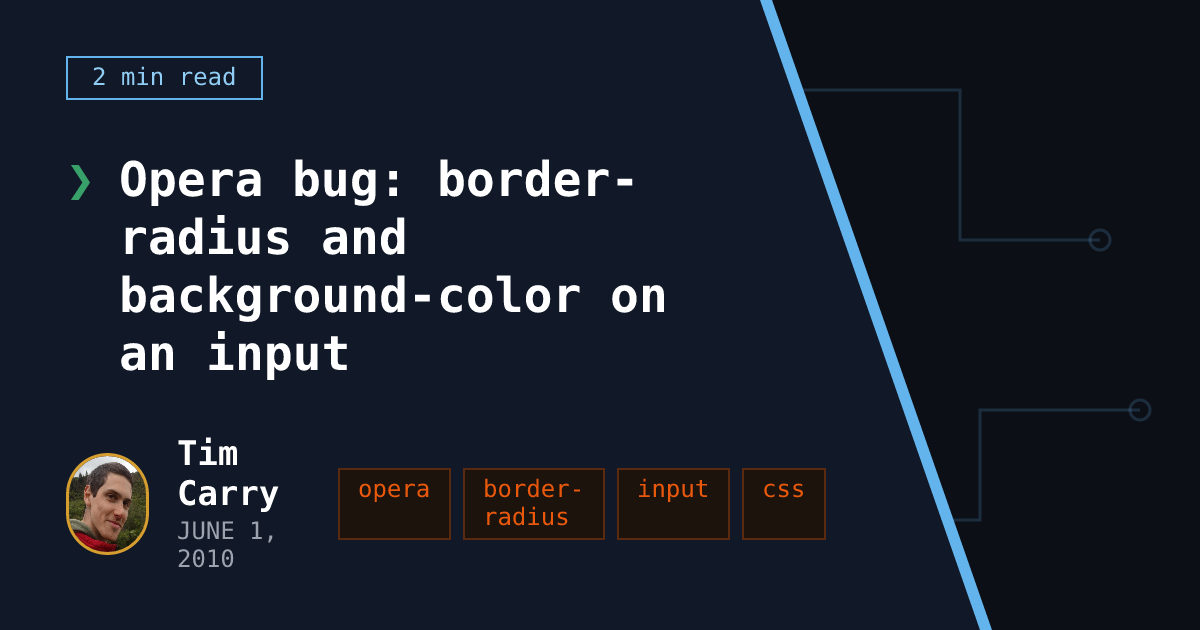 2 min read
❯ Opera bug: border-
radius and
background-color on
an input
Tim
Carry
JUNE 1,
2010
opera
border-
radius
input
css